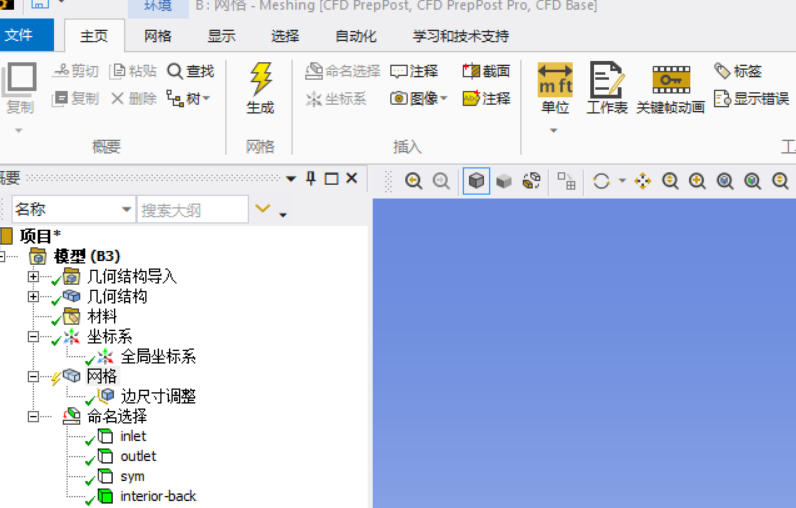 环境 B : 网格 - Meshing [CFD PrepPost, CFD PrepPost Pro, CFD Base]
文件 主页 网格 显示 选择 自动化 学习和技术支持
复制 剪切 粘贴 查找
复制 删除 树
概要
生成
网格
命名选择 注释 截面
坐标系 图像 注释
插入
mft
单位 工作表 关键帧动画
标签
显示错误
概要
名称 搜索大纲
项目*
模型 (B3)
几何结构导入
几何结构
材料
坐标系
全局坐标系
网格
边尺寸调整
命名选择
inlet
outlet
sym
interior-back